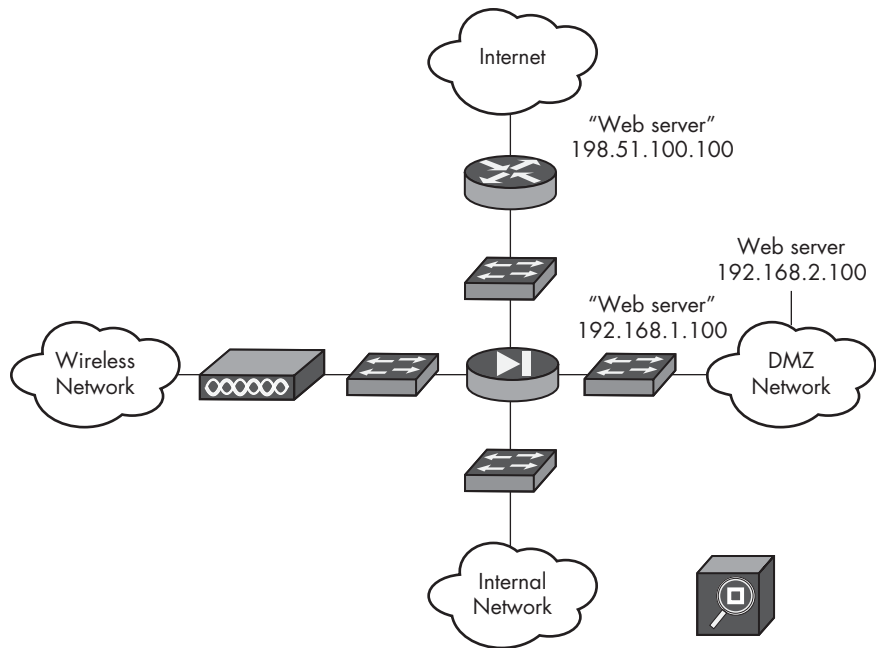 Internet
“Web server”
198.51.100.100
Web server
192.168.2.100
“Web server”
192.168.1.100
Wireless
Network
DMZ
Network
Internal
Network